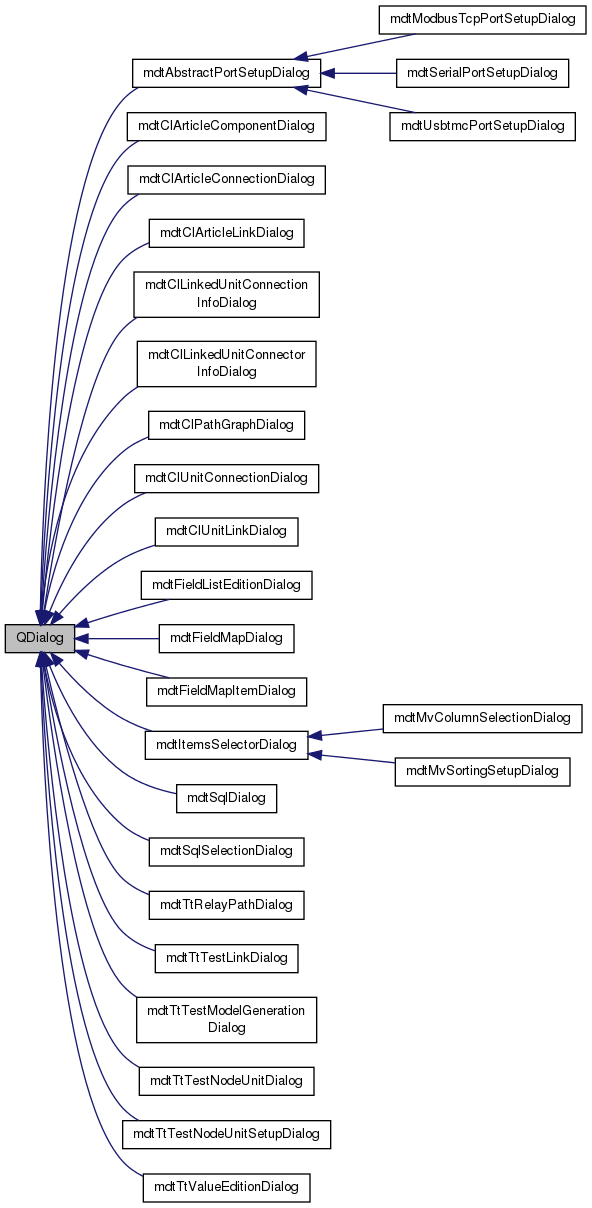 mdtModbusTcpPortSetupDialog
mdtAbstractPortSetupDialog
mdtSerialPortSetupDialog
mdtUsbtmcPortSetupDialog
mdtClArticleComponentDialog
mdtClArticleConnectionDialog
mdtClArticleLinkDialog
mdtClLinkedUnitConnection
InfoDialog
mdtClLinkedUnitConnector
InfoDialog
mdtClPathGraphDialog
mdtClUnitConnectionDialog
mdtClUnitLinkDialog
mdtFieldListEditionDialog
QDialog
mdtFieldMapDialog
mdtFieldMapItemDialog
mdtMvColumnSelectionDialog
mdtItemsSelectorDialog
mdtMvSortingSetupDialog
mdtSqlDialog
mdtSqlSelectionDialog
mdtTtRelayPathDialog
mdtTtTestLinkDialog
mdtTtTestModelGeneration
Dialog
mdtTtTestNodeUnitDialog
mdtTtTestNodeUnitSetupDialog
mdtTtValueEditionDialog